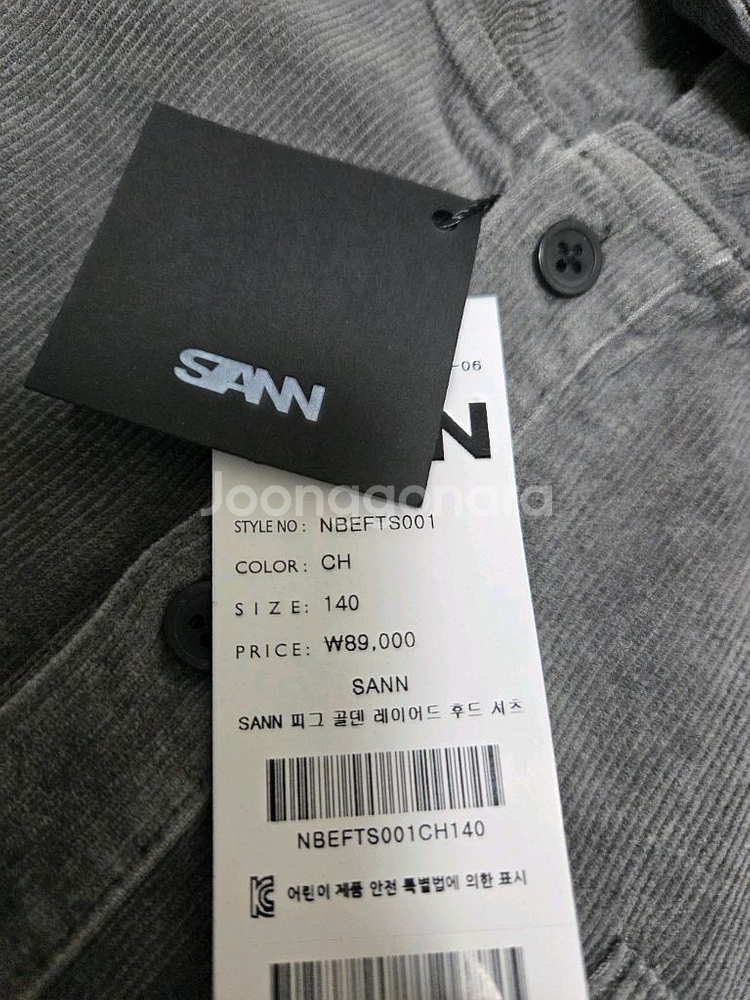 SANN
-06
N
Joonggonara
STYLE NO: NBEFTS001
COLOR: CH
SIZE: 140
PRICE: ₩89,000
SANN
SANN 피그 골덴 레이어드 후드 셔츠
NBEFTS001CH140
KC 어린이 제품 안전 특별법에 의한 표시